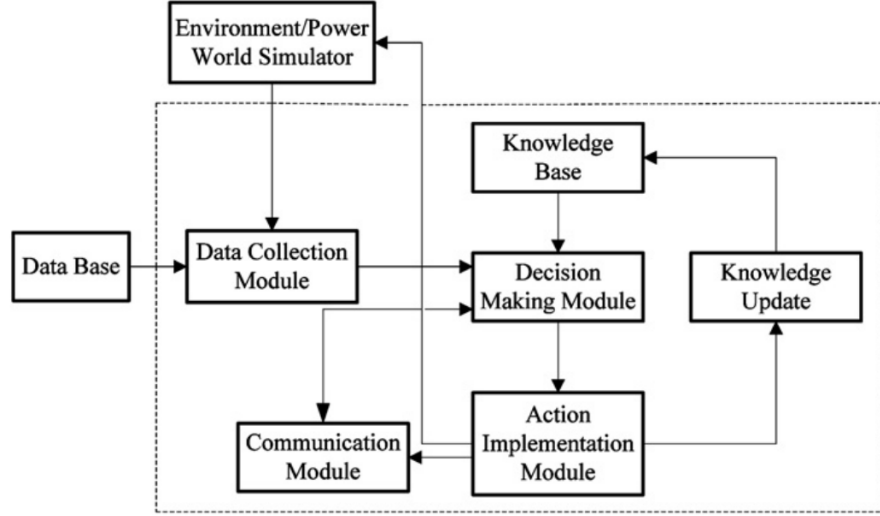 Environment/Power
World Simulator
Knowledge
Base
Data Base
Data Collection
Module
Decision
Making Module
Knowledge
Update
Communication
Module
Action
Implementation
Module